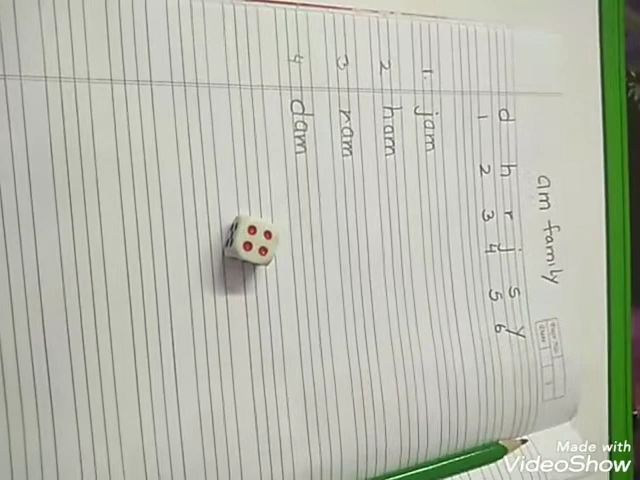 am family
d h r j s y
1 2 3 4 5 6
1. jam
2 ham
3 ram
4 dam
Made with
VideoShow